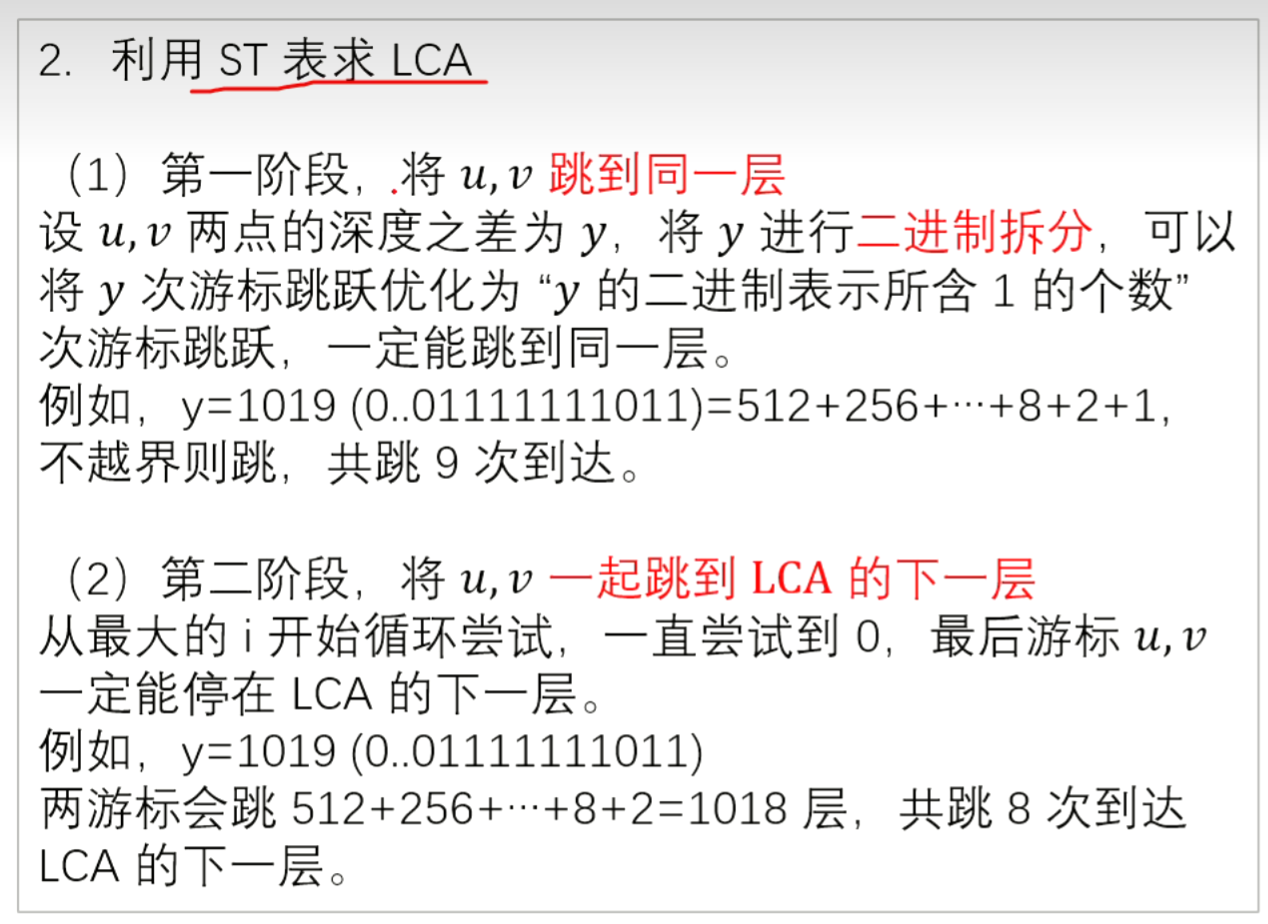 2. 利用 ST 表求 LCA
（1）第一阶段，将 u, v 跳到同一层
设 u, v 两点的深度之差为 y，将 y 进行二进制拆分，可以
将 y 次游标跳跃优化为 “y 的二进制表示所含 1 的个数”
次游标跳跃，一定能跳到同一层。
例如，y=1019 (0..01111111011)=512+256+···+8+2+1,
不越界则跳，共跳 9 次到达。
（2）第二阶段，将 u, v 一起跳到 LCA 的下一层
从最大的 i 开始循环尝试，一直尝试到 0，最后游标 u, v
一定能停在 LCA 的下一层。
例如，y=1019 (0..01111111011)
两游标会跳 512+256+···+8+2=1018 层，共跳 8 次到达
LCA 的下一层。